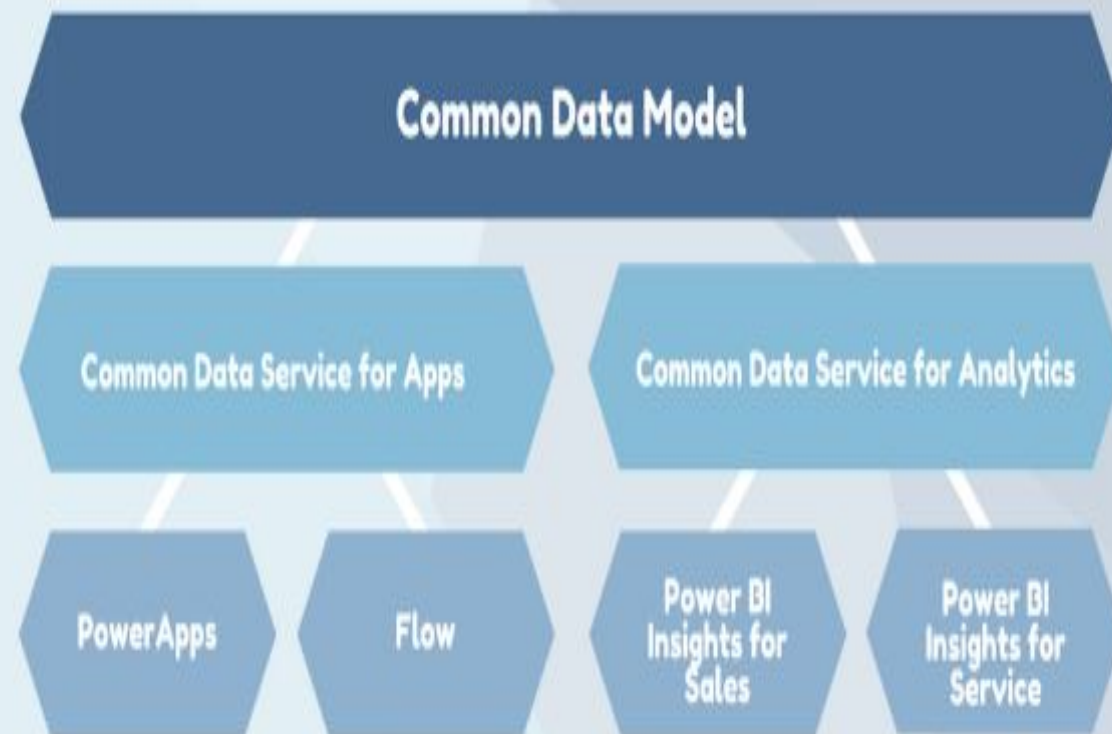 Common Data Model
Common Data Service for Apps
Common Data Service for Analytics
PowerApps
Flow
Power BI
Insights for
Sales
Power BI
Insights for
Service